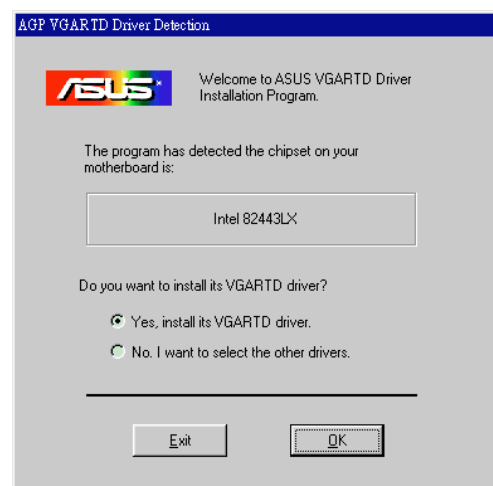 AGP VGARTD Driver Detection
ASUS
Welcome to ASUS VGARTD Driver
Installation Program.
The program has detected the chipset on your
motherboard is:
Intel 82443LX
Do you want to install its VGARTD driver?
Yes, install its VGARTD driver.
No. I want to select the other drivers.
Exit
OK